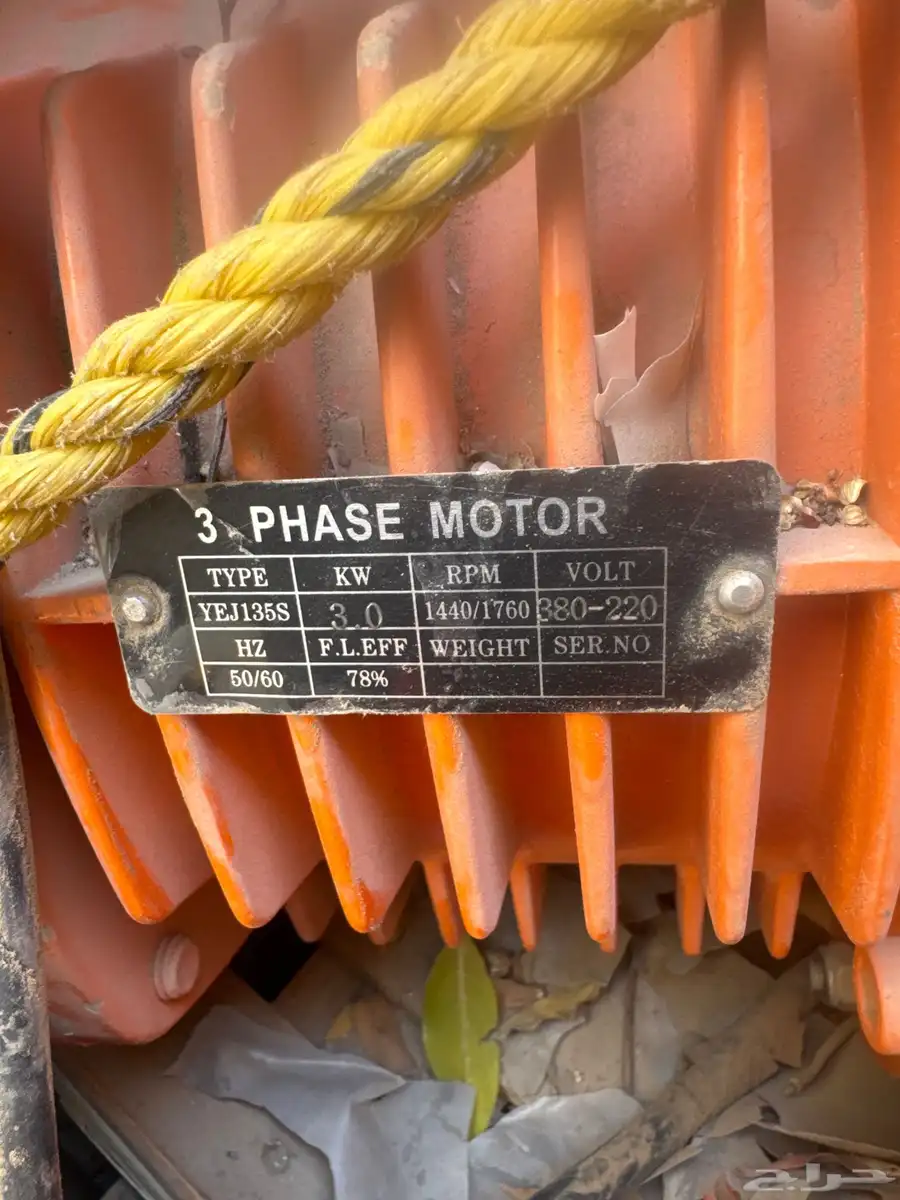 3 PHASE MOTOR
TYPE KW RPM VOLT
YEJ135S 3.0 1440/1760 380-220
HZ F.L.EFF WEIGHT SER.NO
50/60 78%
حراج